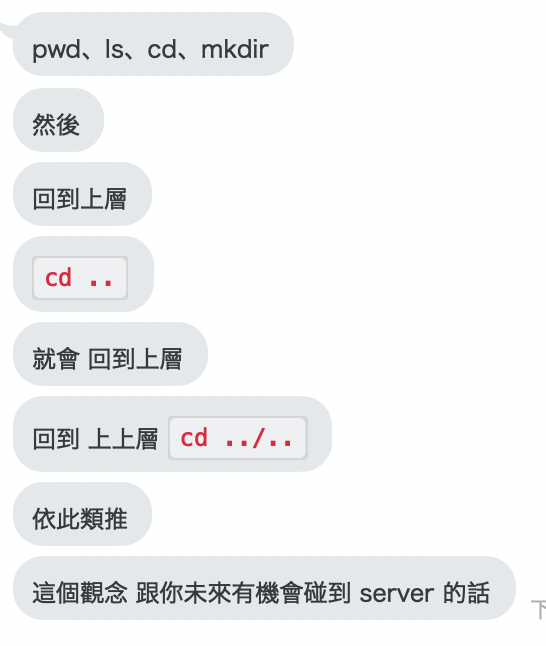 pwd、ls、cd、mkdir
然後
回到上層
cd ..
就會 回到上層
回到 上上層 cd ../..
依此類推
這個觀念 跟你未來有機會碰到 server 的話